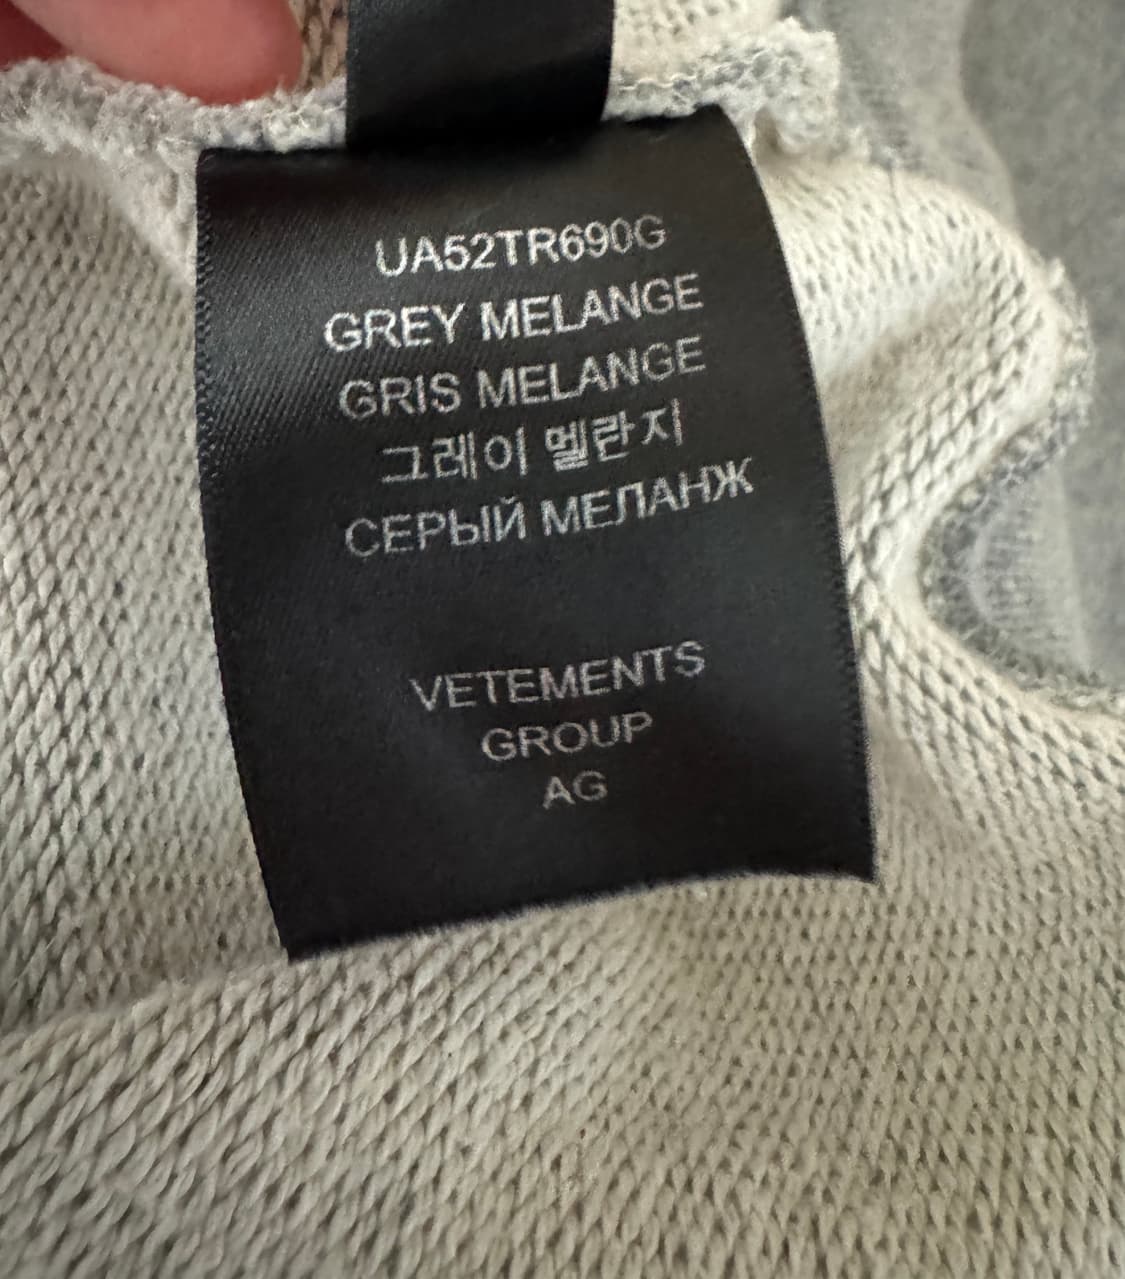 UA52TR690G
GREY MELANGE
GRIS MELANGE
그레이 멜란지
СЕРЫЙ МЕЛАНЖ
VETEMENTS
GROUP
AG